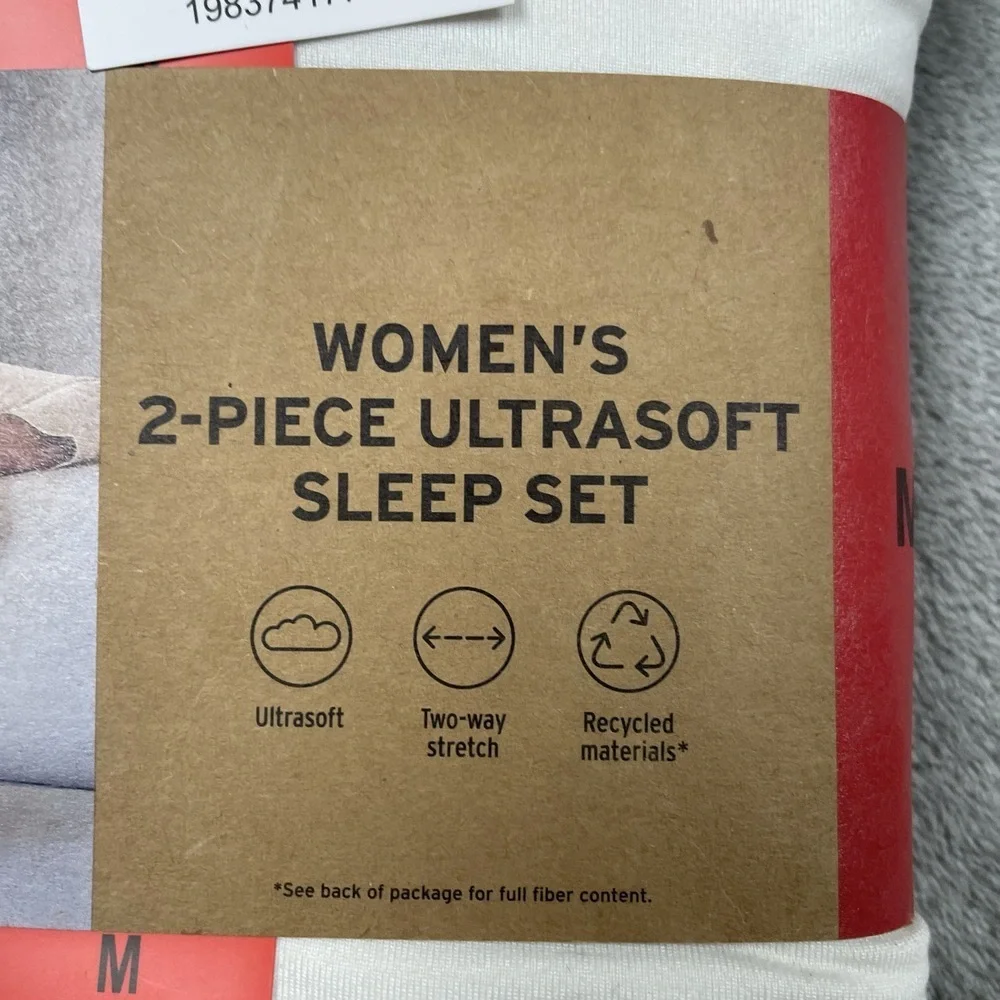 WOMEN'S
2-PIECE ULTRASOFT
SLEEP SET
Ultrasoft
Two-way
stretch
Recycled
materials*
*See back of package for full fiber content.
M